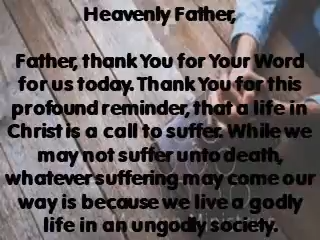 Heavenly Father,
Father, thank You for Your Word
for us today. Thank You for this
profound reminder, that a life in
Christ is a call to suffer. While we
may not suffer unto death,
whatever suffering may come our
way is because we live a godly
life in an ungodly society.